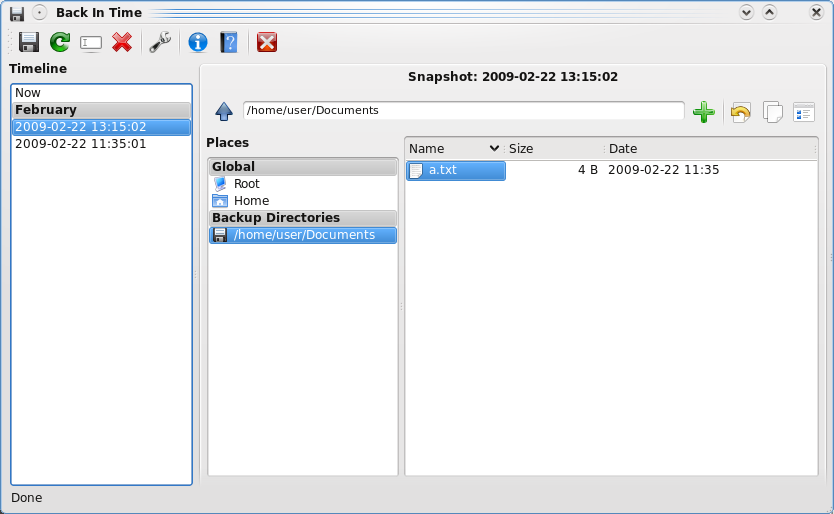 Back In Time
Timeline
Now
February
2009-02-22 13:15:02
2009-02-22 11:35:01
Snapshot: 2009-02-22 13:15:02
/home/user/Documents
Places
Global
Root
Home
Backup Directories
/home/user/Documents
Name Size Date
a.txt 4 B 2009-02-22 11:35
Done